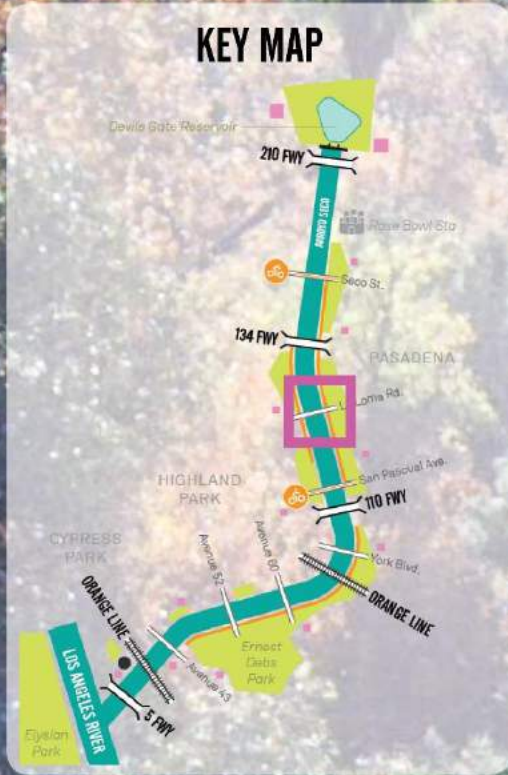 KEY MAP
Devils Gate Reservoir
210 FWY
ARROYO SECO
Rose Bowl Sta
Seco St.
134 FWY
PASADENA
La Loma Rd.
San Pascual Ave.
HIGHLAND
PARK
110 FWY
CYPRESS
PARK
Avenue 52
Avenue 60
York Blvd.
ORANGE LINE
ORANGE LINE
Ernest
Debs
Park
Avenue 43
LOS ANGELES RIVER
5 FWY
Elysian
Park